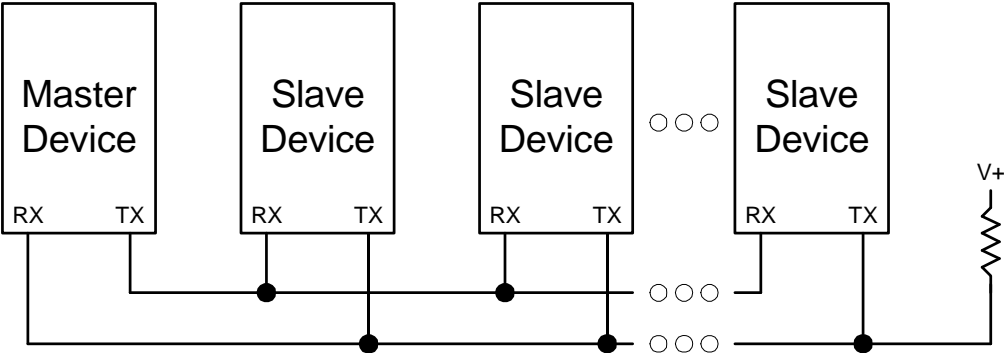 Master
Device
Slave
Device
Slave
Device
Slave
Device
V+
RX TX
RX TX
RX TX
RX TX